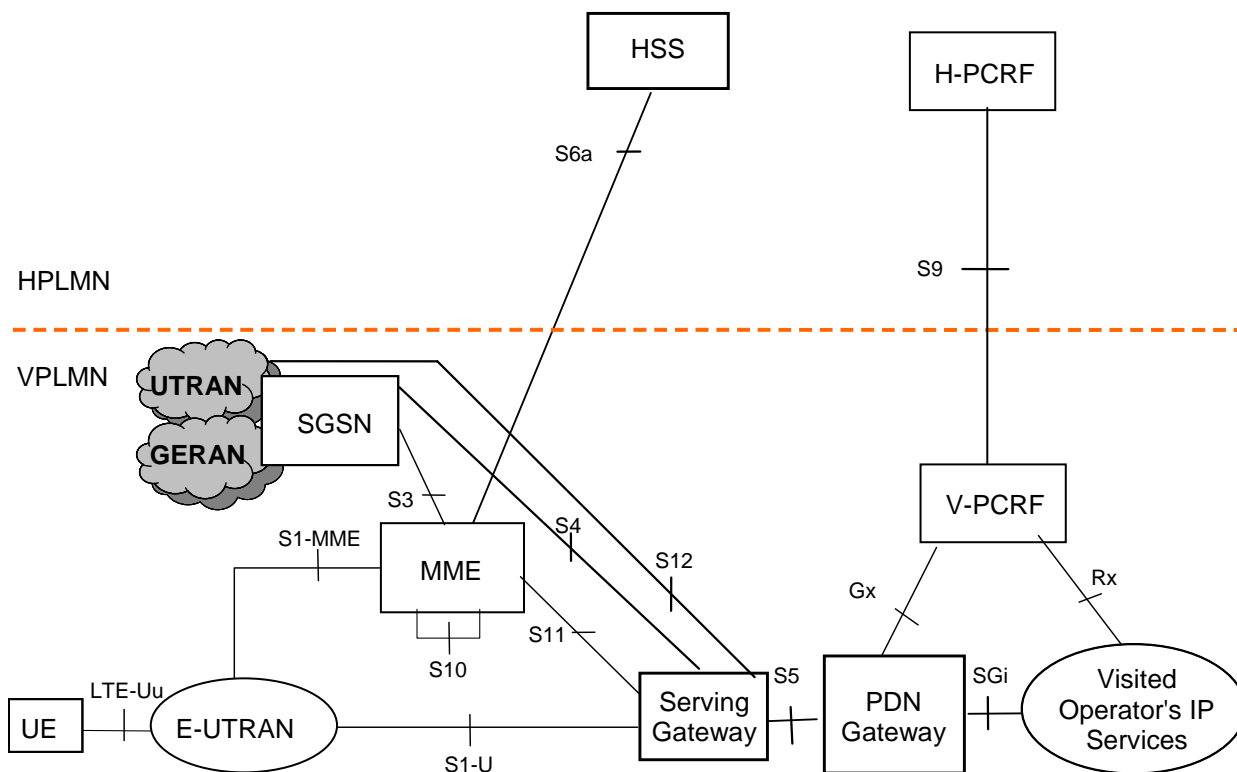 HSS
H-PCRF
S6a
S9
HPLMN
VPLMN
UTRAN
SGSN
GERAN
S3
V-PCRF
S1-MME
S4
MME
S12
Gx
Rx
S11
S10
LTE-Uu
S5
SGi
UE
E-UTRAN
Serving
Gateway
PDN
Gateway
Visited
Operator's IP
Services
S1-U